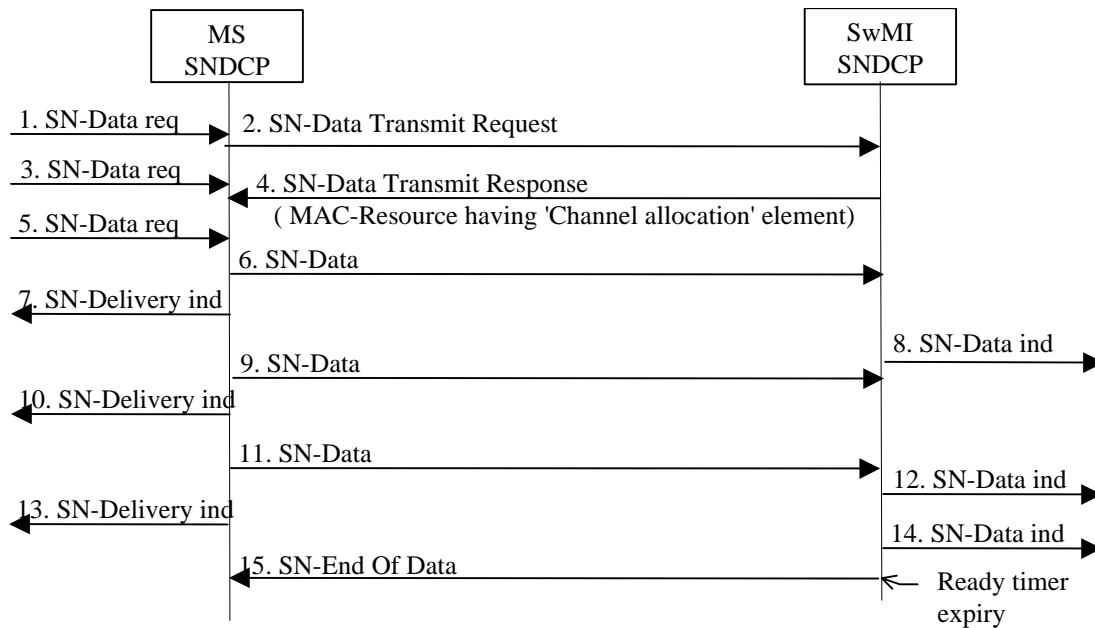 MS
SNDCP
SwMI
SNDCP
1. SN-Data req
2. SN-Data Transmit Request
3. SN-Data req
4. SN-Data Transmit Response
( MAC-Resource having 'Channel allocation' element)
5. SN-Data req
6. SN-Data
7. SN-Delivery ind
8. SN-Data ind
9. SN-Data
10. SN-Delivery ind
11. SN-Data
12. SN-Data ind
13. SN-Delivery ind
14. SN-Data ind
15. SN-End Of Data
Ready timer
expiry